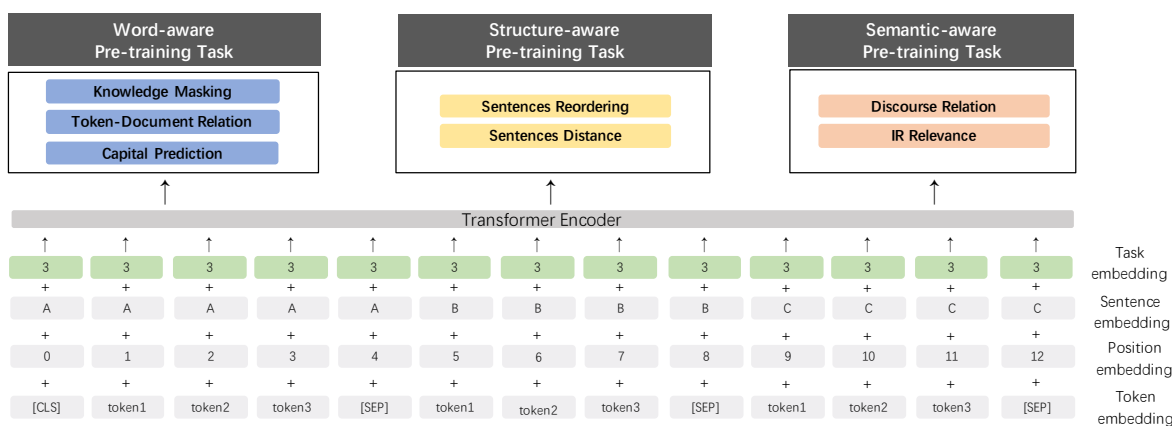 Word-aware
Pre-training Task
Structure-aware
Pre-training Task
Semantic-aware
Pre-training Task
Knowledge Masking
Token-Document Relation
Capital Prediction
Sentences Reordering
Sentences Distance
Discourse Relation
IR Relevance
Transformer Encoder
3 3 3 3 3 3 3 3 3 3 3 3 3
Task
embedding
+ + + + + + + + + + + + +
A A A A A B B B B C C C C
Sentence
embedding
+ + + + + + + + + + + + +
0 1 2 3 4 5 6 7 8 9 10 11 12
Position
embedding
+ + + + + + + + + + + + +
[CLS] token1 token2 token3 [SEP] token1 token2 token3 [SEP] token1 token2 token3 [SEP]
Token
embedding